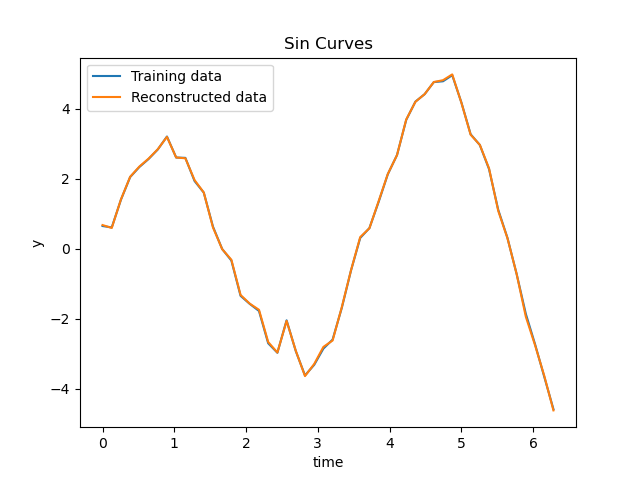 Sin Curves
Training data
Reconstructed data
4
2
0
−2
−4
y
0 1 2 3 4 5 6
time